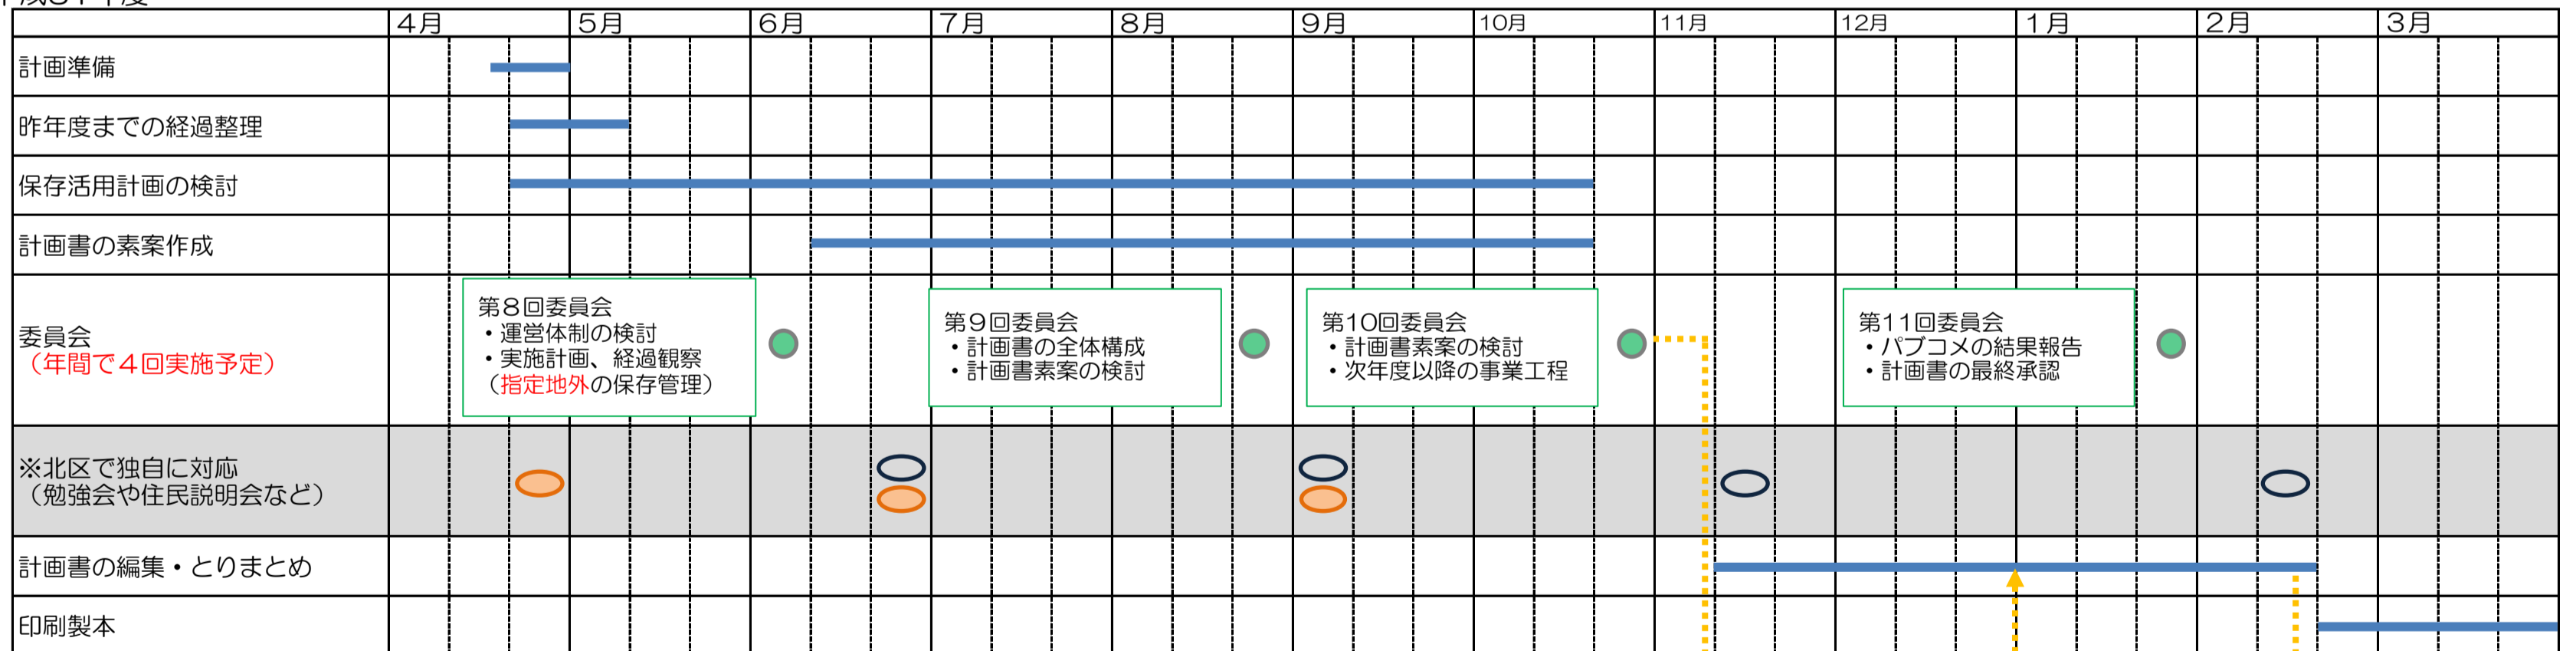 4月 5月 6月 7月 8月 9月 10月 11月 12月 1月 2月 3月
計画準備
昨年度までの経過整理
保存活用計画の検討
計画書の素案作成
委員会
（年間で４回実施予定）
第８回委員会
・運営体制の検討
・実施計画、経過観察
（指定地外の保存管理）
第９回委員会
・計画書の全体構成
・計画書素案の検討
第10回委員会
・計画書素案の検討
・次年度以降の事業工程
第11回委員会
・パブコメの結果報告
・計画書の最終承認
※北区で独自に対応
（勉強会や住民説明会など）
計画書の編集・とりまとめ
印刷製本